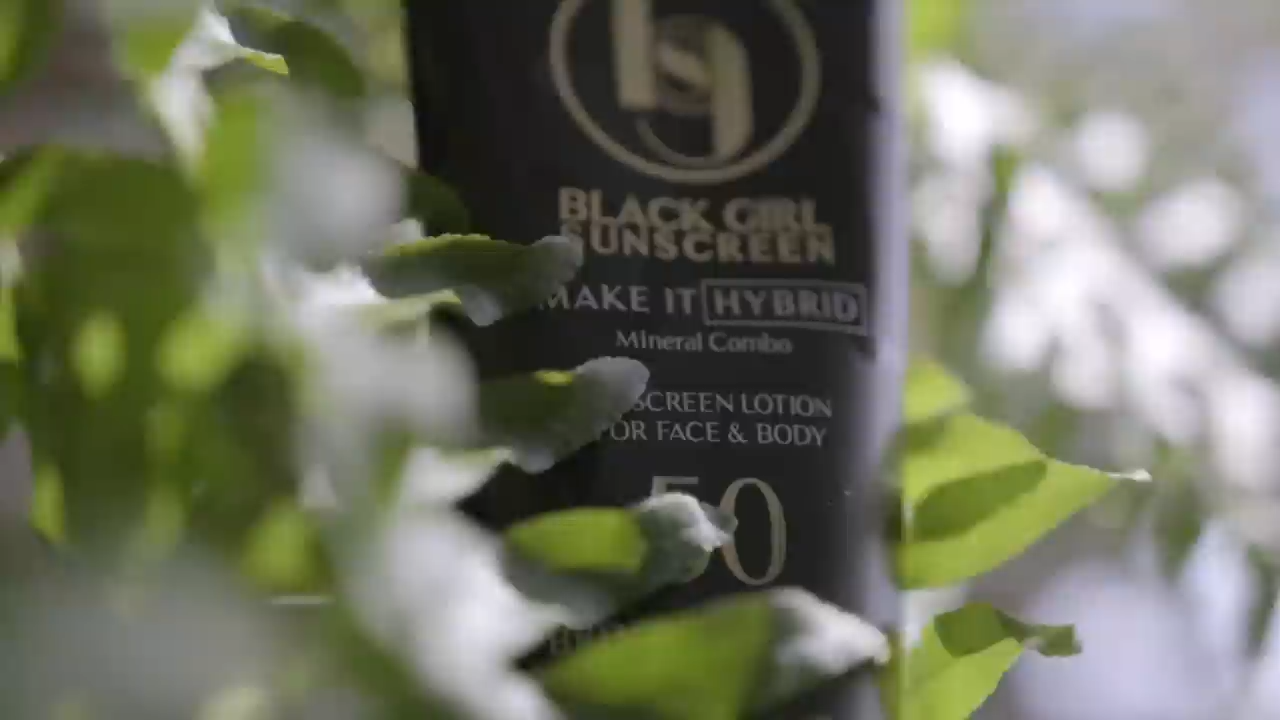 BLACK GIRL
SUNSCREEN
MAKE IT HYBRID
Mineral Combo
SCREEN LOTION
FOR FACE & BODY
50